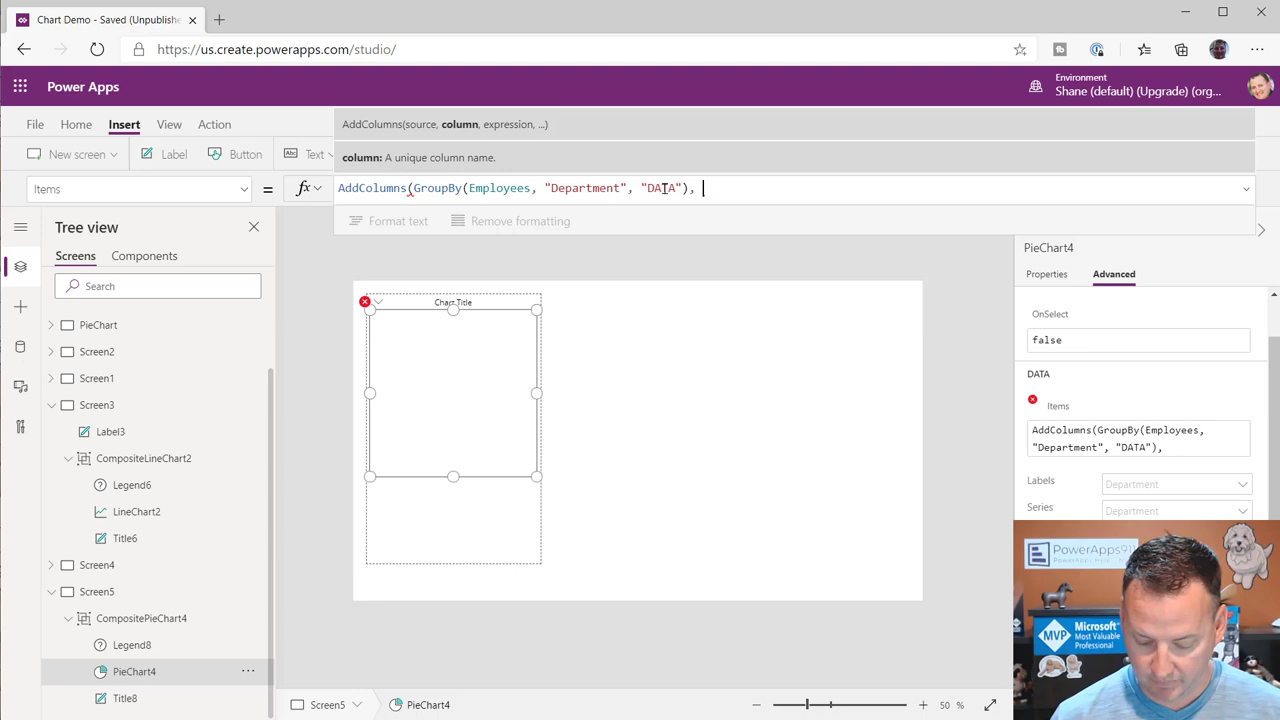 Chart Demo - Saved (Unpublishe
https://us.create.powerapps.com/studio/
Power Apps
Environment
Shane (default) (Upgrade) (org...
File
Home
Insert
View
Action
New screen
Label
Button
Text
AddColumns(source, column, expression, ...)
column: A unique column name.
Items
=
fx
AddColumns(GroupBy(Employees, "Department", "DATA"),
Format text
Remove formatting
Tree view
Screens
Components
Search
PieChart
Screen2
Screen1
Screen3
Label3
CompositeLineChart2
Legend6
LineChart2
Title6
Screen4
Screen5
CompositePieChart4
Legend8
PieChart4
Title8
Chart Title
PieChart4
Properties
Advanced
OnSelect
false
DATA
Items
AddColumns(GroupBy(Employees,
"Department", "DATA"),
Labels
Department
Series
Department
PowerApps911
MVP
Microsoft
Most Valuable
Professional
Screen5
PieChart4
50 %